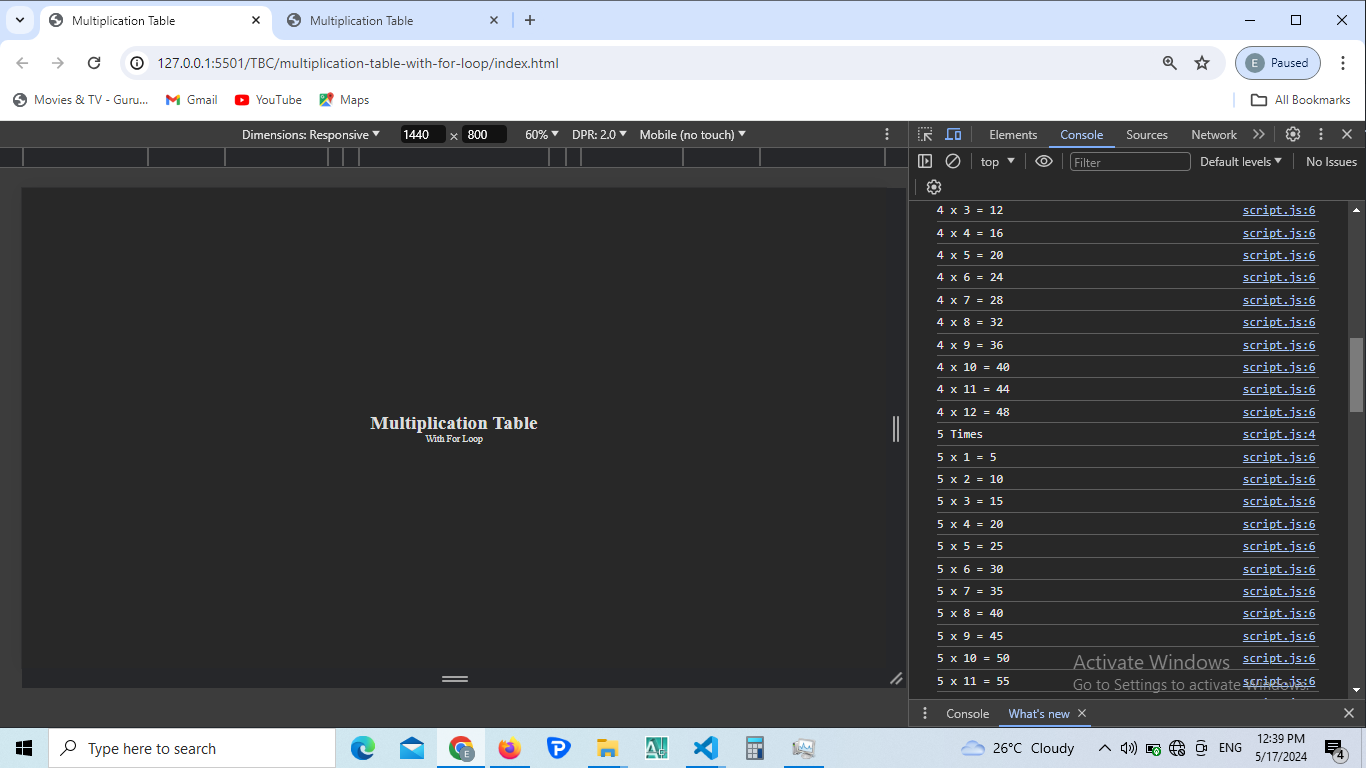 Multiplication Table
Multiplication Table
127.0.0.1:5501/TBC/multiplication-table-with-for-loop/index.html
E Paused
Movies & TV - Guru...
Gmail
YouTube
Maps
All Bookmarks
Dimensions: Responsive
1440 × 800
60%
DPR: 2.0
Mobile (no touch)
Elements
Console
Sources
Network
top
Filter
Default levels
No Issues
Multiplication Table
With For Loop
4 x 3 = 12 script.js:6
4 x 4 = 16 script.js:6
4 x 5 = 20 script.js:6
4 x 6 = 24 script.js:6
4 x 7 = 28 script.js:6
4 x 8 = 32 script.js:6
4 x 9 = 36 script.js:6
4 x 10 = 40 script.js:6
4 x 11 = 44 script.js:6
4 x 12 = 48 script.js:6
5 Times script.js:4
5 x 1 = 5 script.js:6
5 x 2 = 10 script.js:6
5 x 3 = 15 script.js:6
5 x 4 = 20 script.js:6
5 x 5 = 25 script.js:6
5 x 6 = 30 script.js:6
5 x 7 = 35 script.js:6
5 x 8 = 40 script.js:6
5 x 9 = 45 script.js:6
5 x 10 = 50 script.js:6
5 x 11 = 55 script.js:6
Activate Windows
Go to Settings to activate Windows.
Console
What's new
Type here to search
26°C Cloudy
ENG
12:39 PM
5/17/2024
4